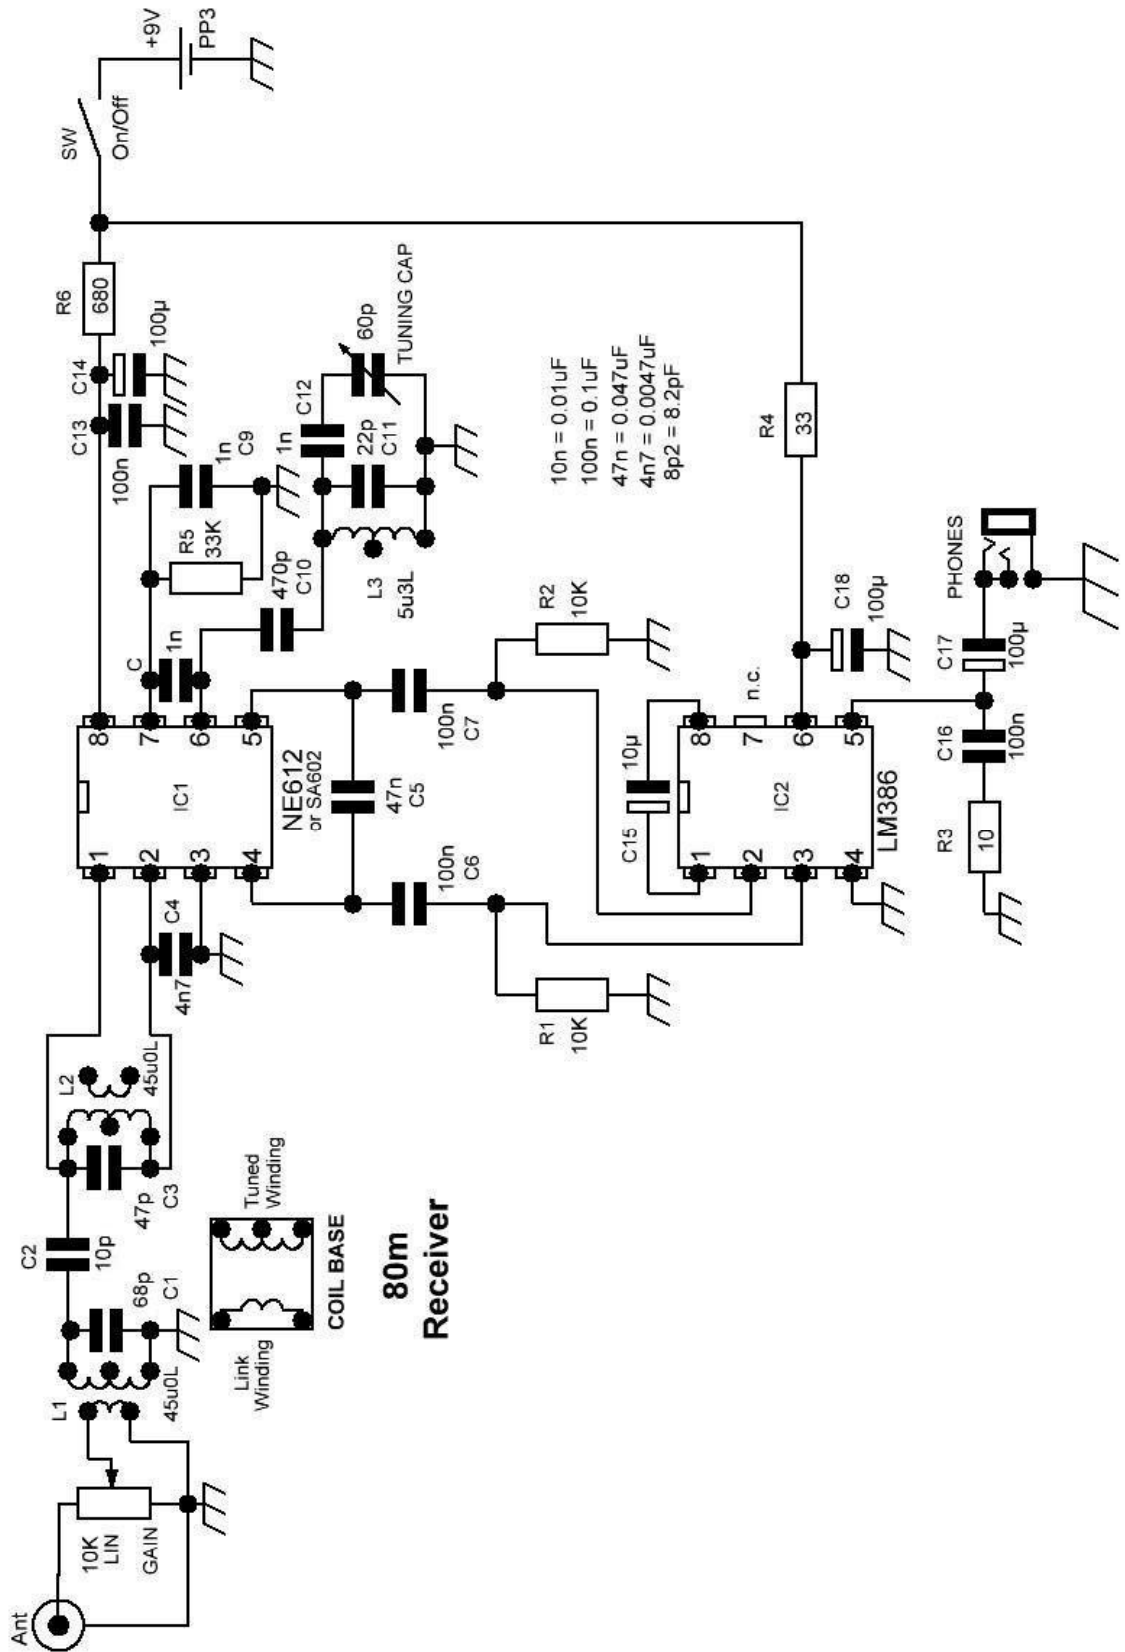 Ant
10K
LIN
GAIN
L1
45u0L
68p
C1
C2
10p
47p
C3
L2
45u0L
4n7
C4
1
2
3
4
8
7
6
5
IC1
NE612
or SA602
C
1n
R5
33K
1n
C9
C13
100n
C14
100µ
R6
680
SW
On/Off
+9V
PP3
470p
C10
L3
5u3L
1n
C12
22p
C11
60p
TUNING CAP
Link
Winding
Tuned
Winding
COIL BASE
80m
Receiver
47n
C5
100n
C6
100n
C7
R1
10K
R2
10K
10n = 0.01uF
100n = 0.1uF
47n = 0.047uF
4n7 = 0.0047uF
8p2 = 8.2pF
C15
10µ
1
2
3
4
8
7
6
5
n.c.
IC2
LM386
R4
33
C18
100µ
R3
10
C16
100n
C17
100µ
PHONES